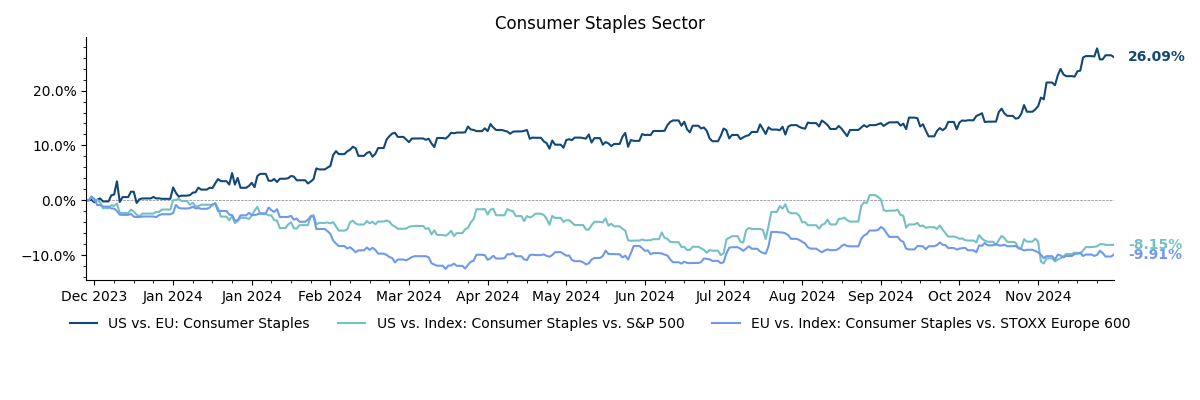 Consumer Staples Sector
26.09%
20.0%
10.0%
0.0%
-8.15%
-9.91%
−10.0%
Dec 2023 Jan 2024 Jan 2024 Feb 2024 Mar 2024 Apr 2024 May 2024 Jun 2024 Jul 2024 Aug 2024 Sep 2024 Oct 2024 Nov 2024
US vs. EU: Consumer Staples US vs. Index: Consumer Staples vs. S&P 500 EU vs. Index: Consumer Staples vs. STOXX Europe 600